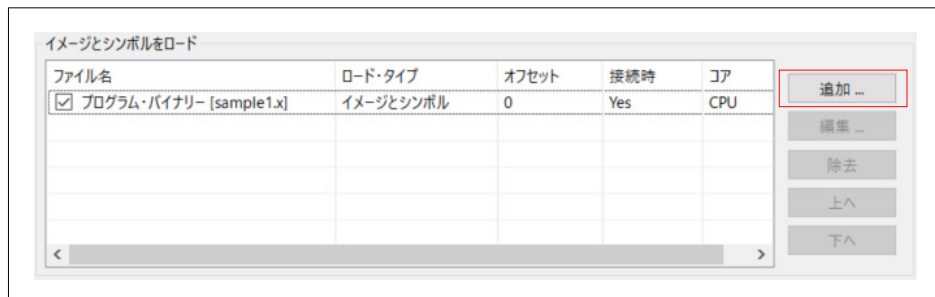 イメージとシンボルをロード
ファイル名 ロード・タイプ オフセット 接続時 コア
プログラム・バイナリー [sample1.x] イメージとシンボル 0 Yes CPU
追加 ...
編集 ...
除去
上へ
下へ